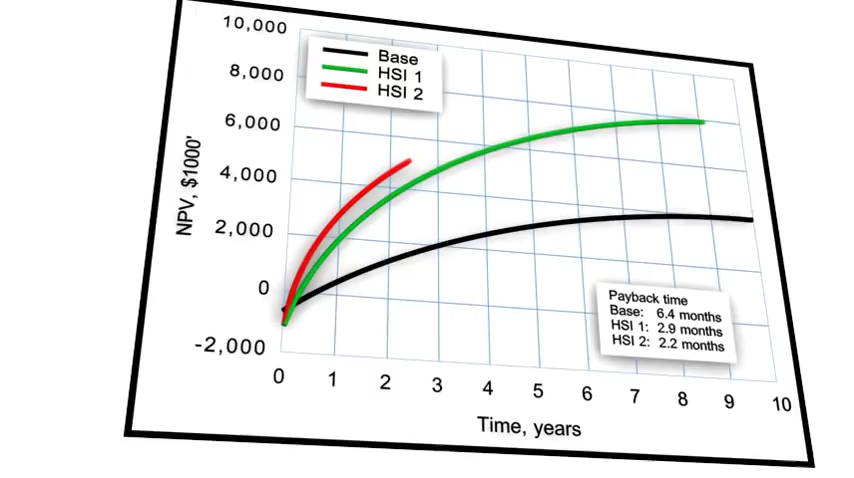 10,000
8,000
6,000
4,000
2,000
0
-2,000
NPV, $1000'
Base
HSI 1
HSI 2
Payback time
Base: 6.4 months
HSI 1: 2.9 months
HSI 2: 2.2 months
0 1 2 3 4 5 6 7 8 9 10
Time, years